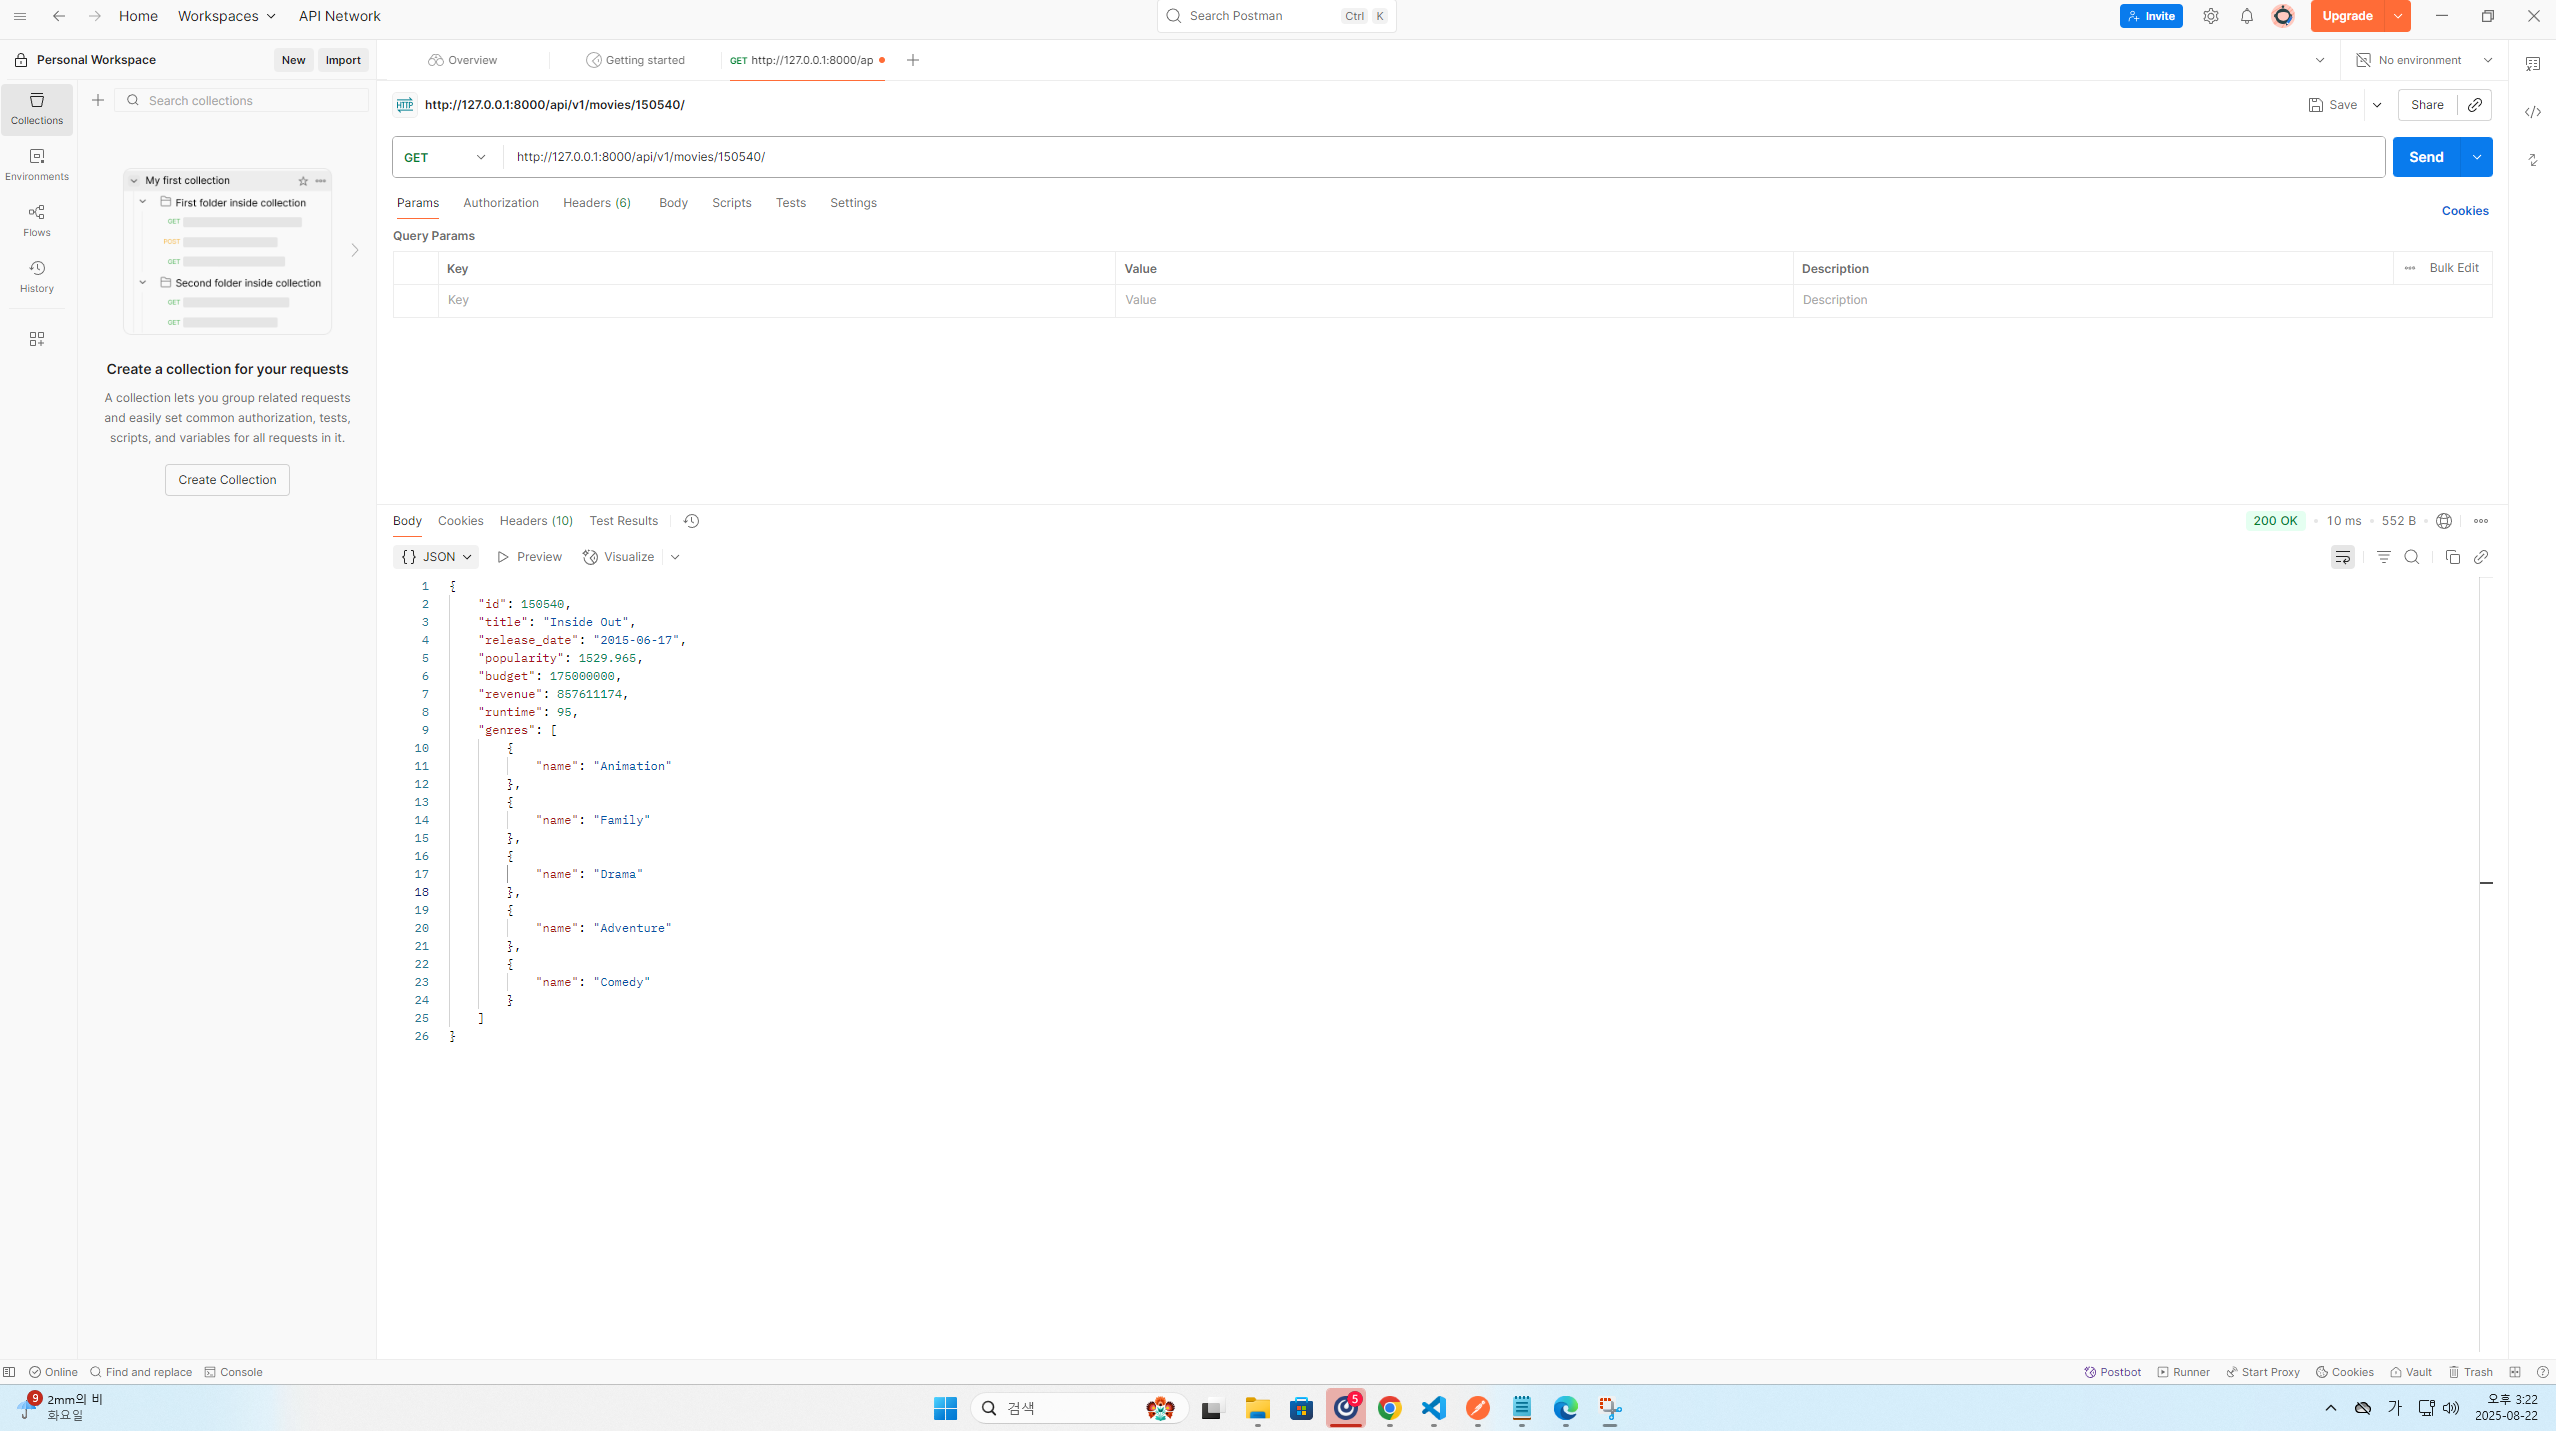 Home Workspaces API Network
Search Postman Ctrl K
Invite Upgrade
Personal Workspace New Import
Overview Getting started GET http://127.0.0.1:8000/ap No environment
Collections
Environments
Flows
History
Search collections
My first collection
First folder inside collection
GET
POST
GET
Second folder inside collection
GET
GET
Create a collection for your requests
A collection lets you group related requests
and easily set common authorization, tests,
scripts, and variables for all requests in it.
Create Collection
HTTP http://127.0.0.1:8000/api/v1/movies/150540/ Save Share
GET http://127.0.0.1:8000/api/v1/movies/150540/ Send
Params Authorization Headers (6) Body Scripts Tests Settings Cookies
Query Params
Key Value Description Bulk Edit
Key Value Description
Body Cookies Headers (10) Test Results 200 OK 10 ms 552 B
{} JSON Preview Visualize
1 {
2 "id": 150540,
3 "title": "Inside Out",
4 "release_date": "2015-06-17",
5 "popularity": 1529.965,
6 "budget": 175000000,
7 "revenue": 857611174,
8 "runtime": 95,
9 "genres": [
10 {
11 "name": "Animation"
12 },
13 {
14 "name": "Family"
15 },
16 {
17 "name": "Drama"
18 },
19 {
20 "name": "Adventure"
21 },
22 {
23 "name": "Comedy"
24 }
25 ]
26 }
Online Find and replace Console Postbot Runner Start Proxy Cookies Vault Trash
9 2mm의 비
화요일
검색
5
가
오후 3:22
2025-08-22